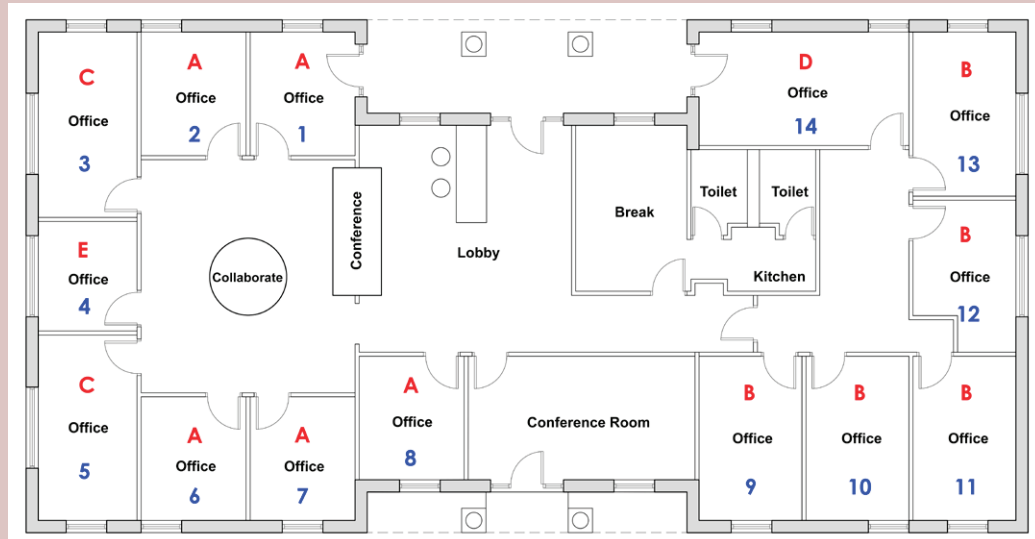 C
Office
3
A
Office
2
A
Office
1
D
Office
14
B
Office
13
Toilet
Toilet
Break
Conference
Lobby
Kitchen
E
Office
4
Collaborate
B
Office
12
C
Office
5
A
Office
6
A
Office
7
A
Office
8
Conference Room
B
Office
9
B
Office
10
B
Office
11